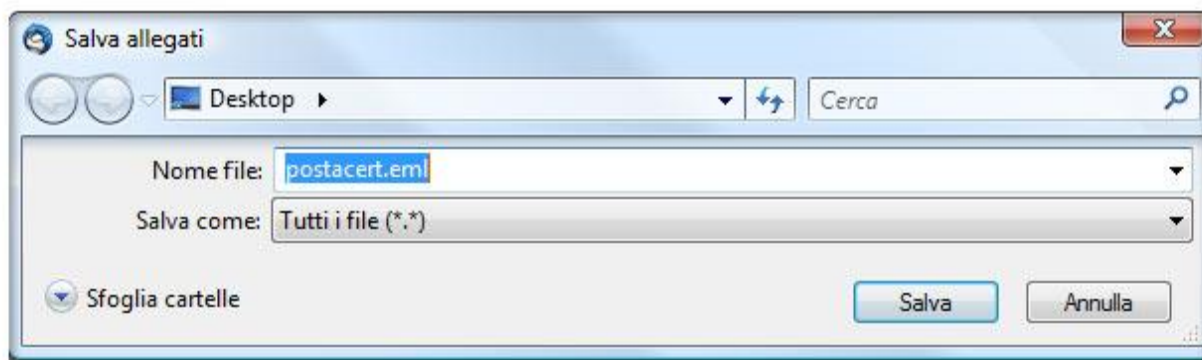 Salva allegati
Desktop
Cerca
Nome file: postacert.eml
Salva come: Tutti i file (*.*)
Sfoglia cartelle
Salva
Annulla